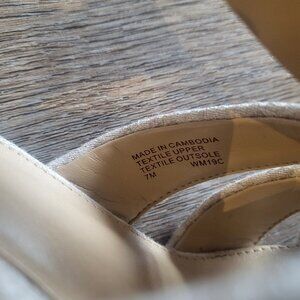 MADE IN CAMBODIA
TEXTILE UPPER
TEXTILE OUTSOLE
7M WM19C